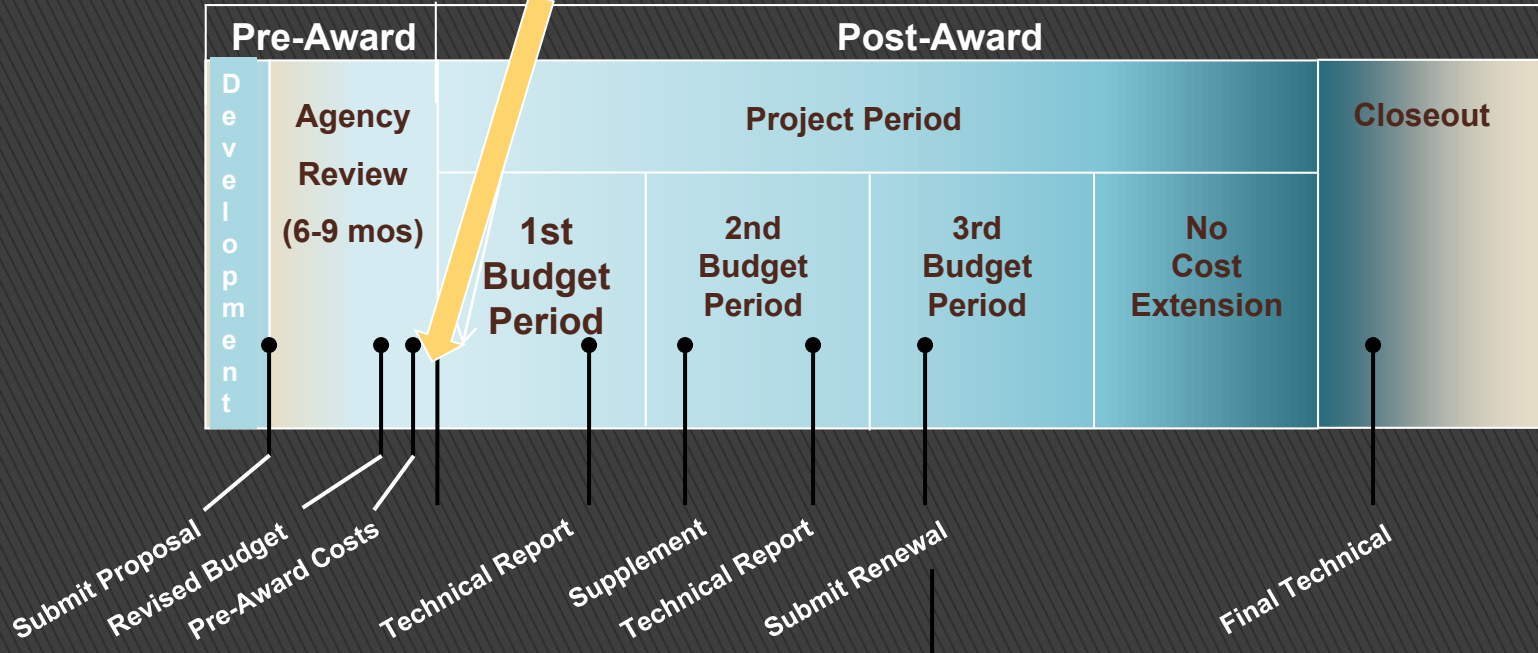 Pre-Award
Post-Award
Development
Agency
Review
(6-9 mos)
Project Period
Closeout
1st
Budget
Period
2nd
Budget
Period
3rd
Budget
Period
No
Cost
Extension
Submit Proposal
Revised Budget
Pre-Award Costs
Technical Report
Supplement
Technical Report
Submit Renewal
Final Technical